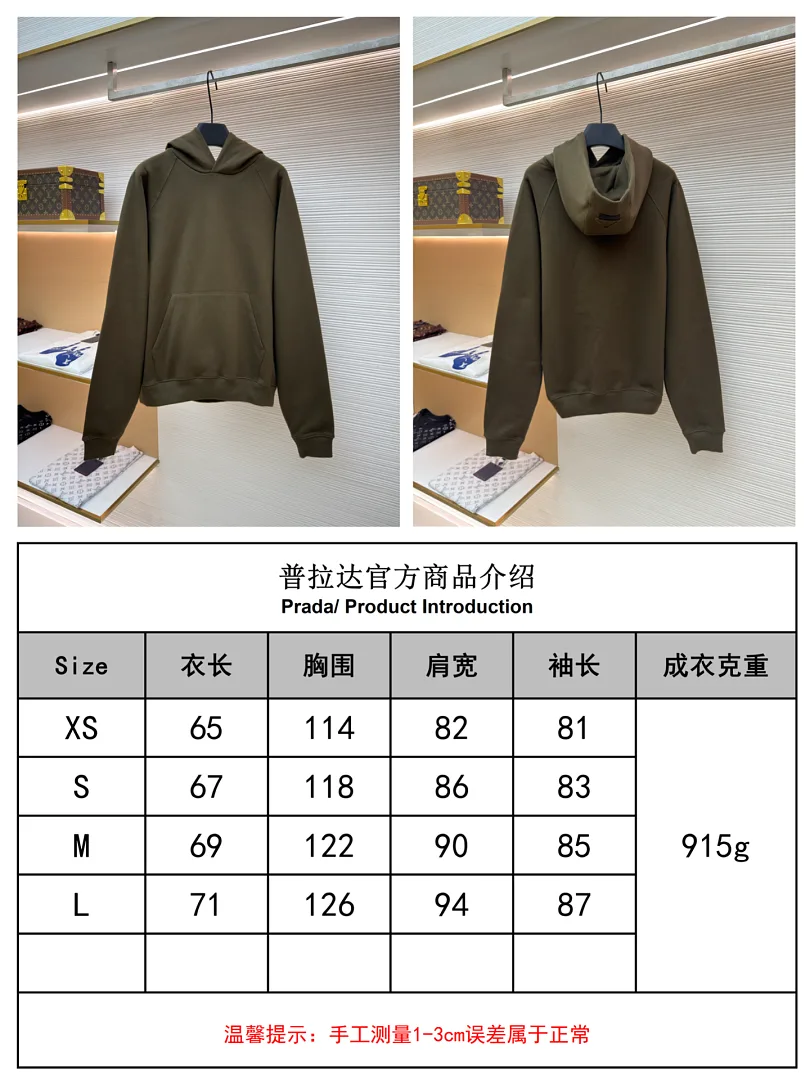 普拉达官方商品介绍
Prada/ Product Introduction
Size 衣长 胸围 肩宽 袖长 成衣克重
XS 65 114 82 81
S 67 118 86 83
M 69 122 90 85
915g
L 71 126 94 87
温馨提示：手工测量1-3cm误差属于正常